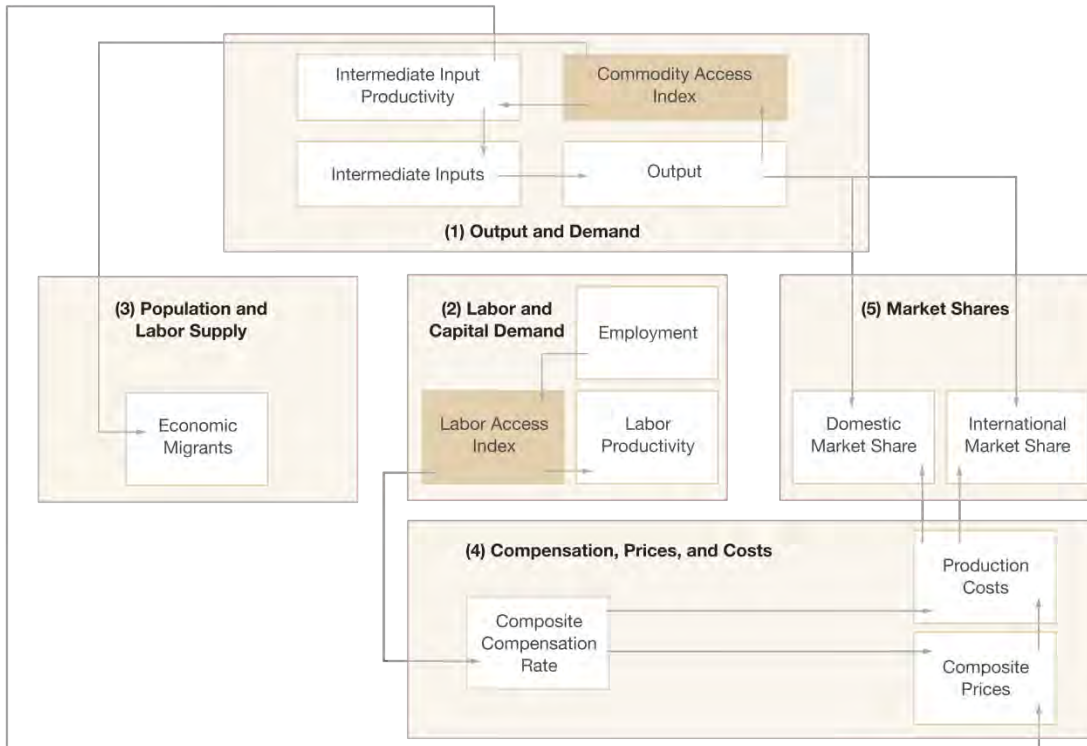 Intermediate Input
Productivity
Commodity Access
Index
Intermediate Inputs
Output
(1) Output and Demand
(3) Population and
Labor Supply
Economic
Migrants
(2) Labor and
Capital Demand
Employment
Labor Access
Index
Labor
Productivity
(5) Market Shares
Domestic
Market Share
International
Market Share
(4) Compensation, Prices, and Costs
Production
Costs
Composite
Compensation
Rate
Composite
Prices